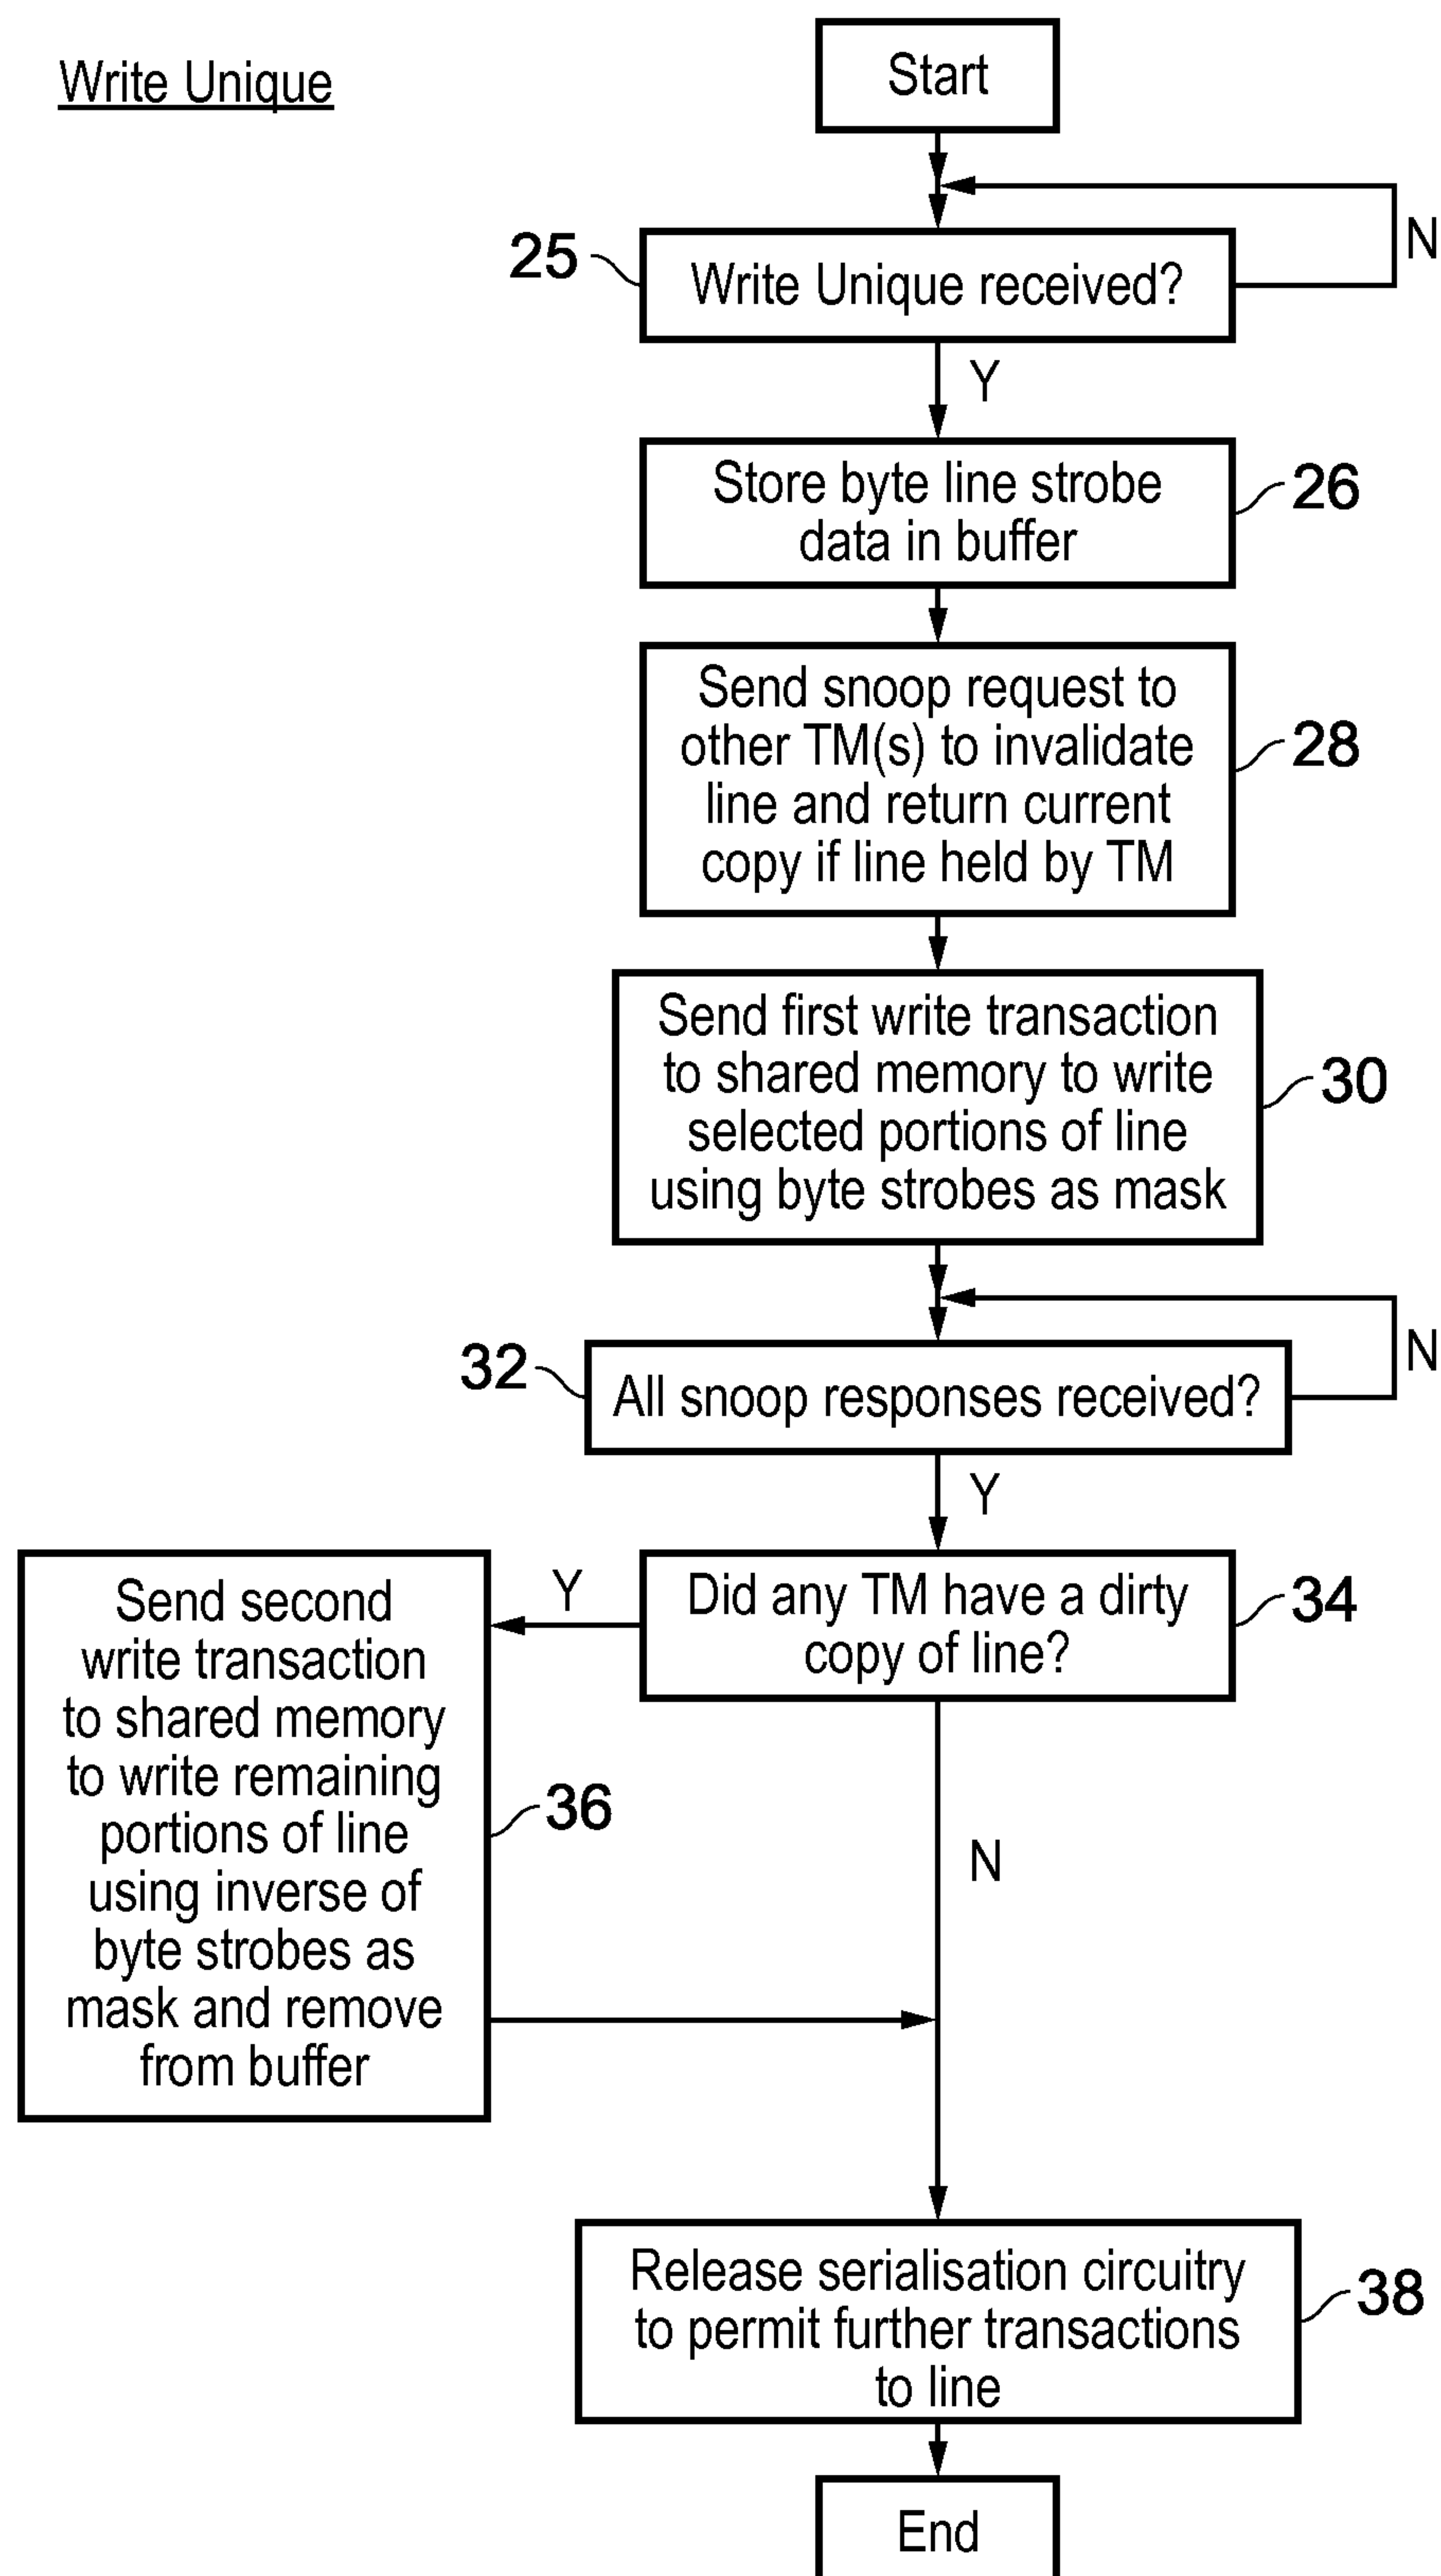 Write Unique
Start
N
25
Write Unique received?
Y
Store byte line strobe
data in buffer
26
Send snoop request to
other TM(s) to invalidate
line and return current
copy if line held by TM
28
Send first write transaction
to shared memory to write
selected portions of line
using byte strobes as mask
30
N
32
All snoop responses received?
Y
Did any TM have a dirty
copy of line?
34
Y
Send second
write transaction
to shared memory
to write remaining
portions of line
using inverse of
byte strobes as
mask and remove
from buffer
36
N
Release serialisation circuitry
to permit further transactions
to line
38
End